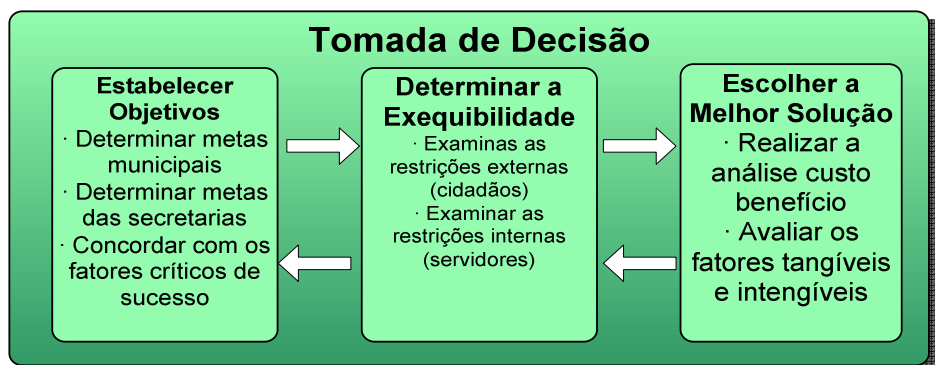 Tomada de Decisão
Estabelecer
Objetivos
· Determinar metas
municipais
· Determinar metas
das secretarias
· Concordar com os
fatores críticos de
sucesso
Determinar a
Exequibilidade
· Examinas as
restrições externas
(cidadãos)
· Examinar as
restrições internas
(servidores)
Escolher a
Melhor Solução
· Realizar a
análise custo
benefício
· Avaliar os
fatores tangíveis
e intengíveis